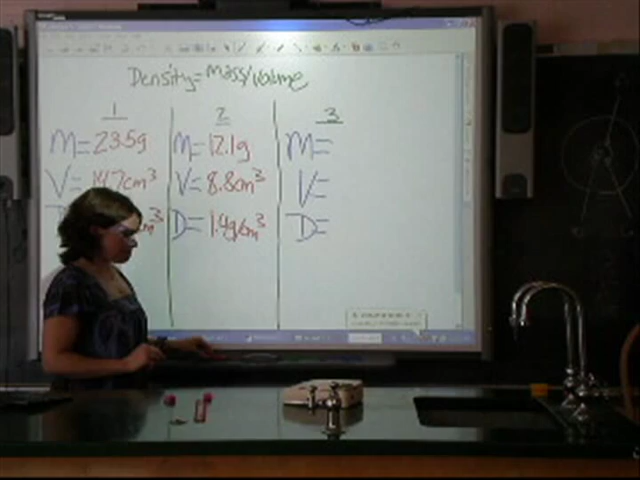 Density = Mass/Volume
1 2 3
M = 23.5g M = 12.1g M =
V = 14.7cm³ V = 8.8cm³ V =
D = 1.4g/cm³ D =